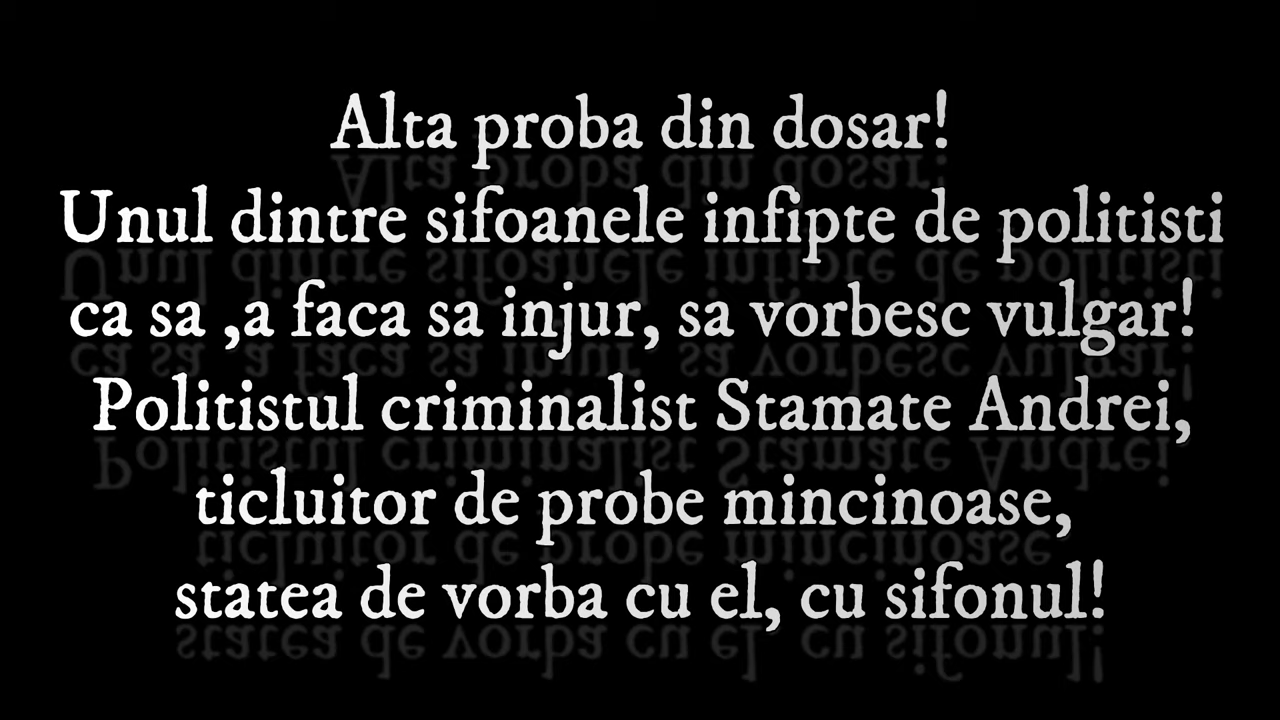 Alta proba din dosar!
Unul dintre sifoanele infipte de politisti
ca sa ,a faca sa injur, sa vorbesc vulgar!
Politistul criminalist Stamate Andrei,
ticluitor de probe mincinoase,
statea de vorba cu el, cu sifonul!